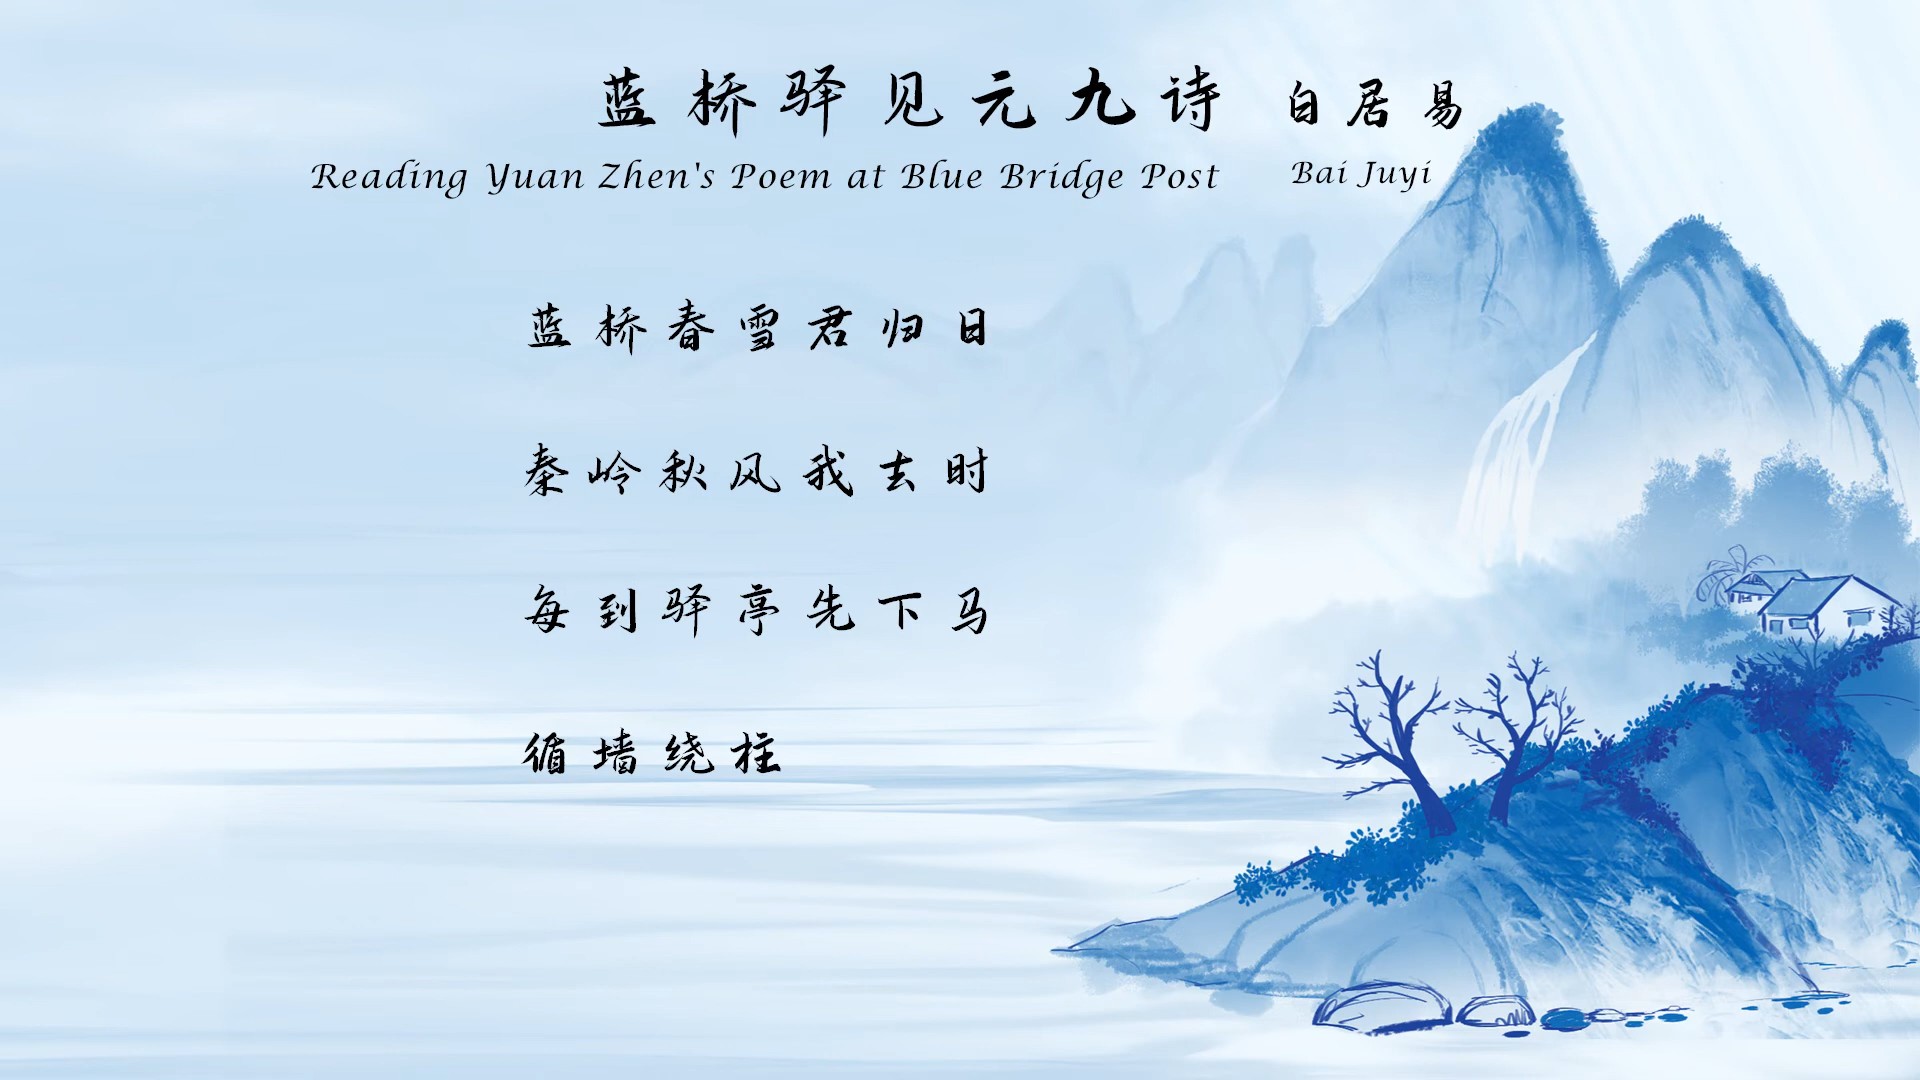 蓝桥驿见元九诗 白居易
Reading Yuan Zhen's Poem at Blue Bridge Post Bai Juyi
蓝桥春雪君归日
秦岭秋风我去时
每到驿亭先下马
循墙绕柱